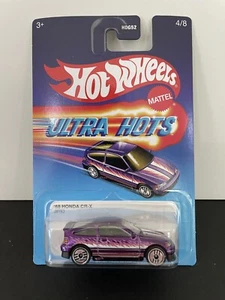 3+
4/8
Hot Wheels
MATTEL
ULTRA HOTS
'88 HONDA CR-X